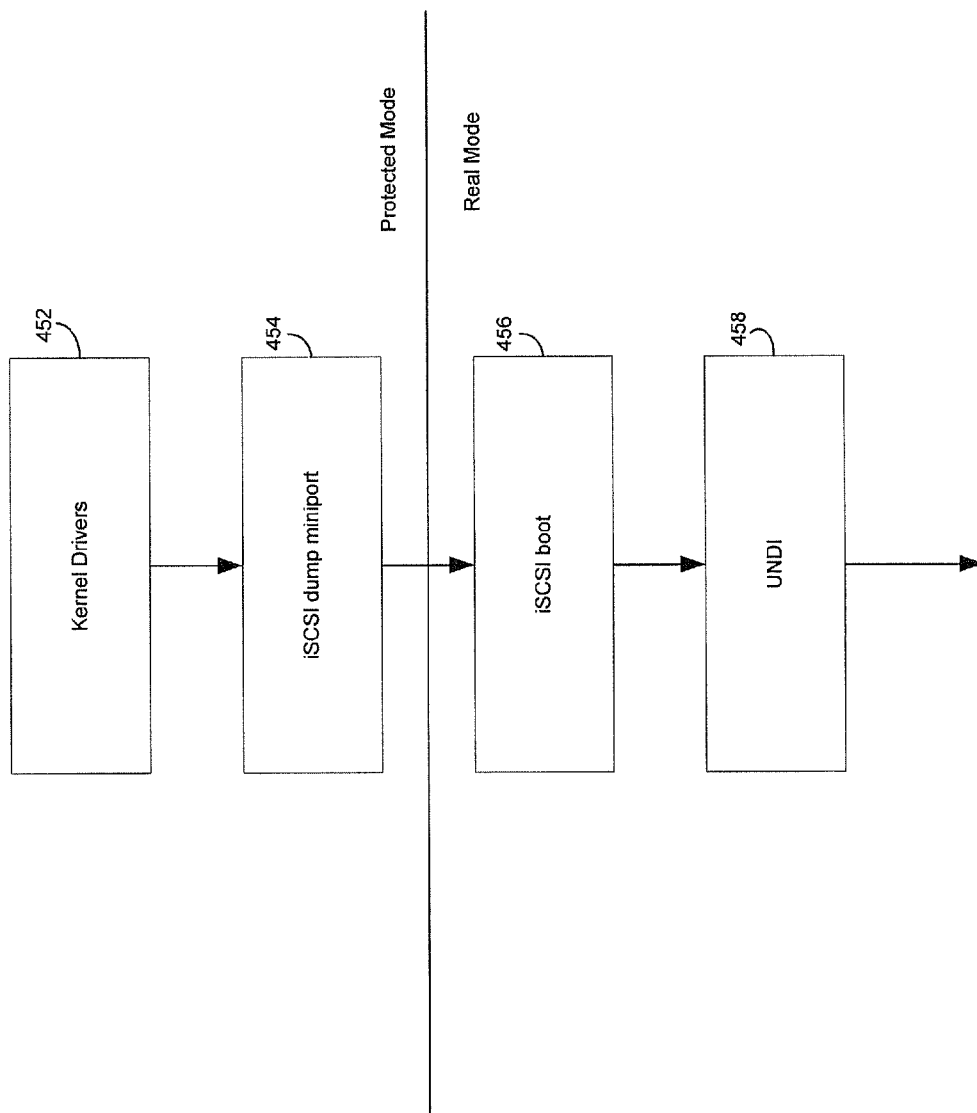 452
Kernel Drivers
454
iSCSI dump miniport
Protected Mode
Real Mode
456
iSCSI boot
458
UNDI